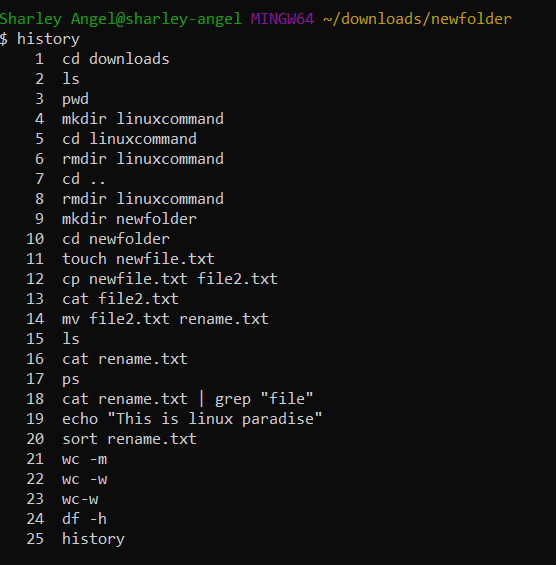 Sharley Angel@sharley-angel MINGW64 ~/downloads/newfolder
$ history
1 cd downloads
2 ls
3 pwd
4 mkdir linuxcommand
5 cd linuxcommand
6 rmdir linuxcommand
7 cd ..
8 rmdir linuxcommand
9 mkdir newfolder
10 cd newfolder
11 touch newfile.txt
12 cp newfile.txt file2.txt
13 cat file2.txt
14 mv file2.txt rename.txt
15 ls
16 cat rename.txt
17 ps
18 cat rename.txt | grep "file"
19 echo "This is linux paradise"
20 sort rename.txt
21 wc -m
22 wc -w
23 wc-w
24 df -h
25 history